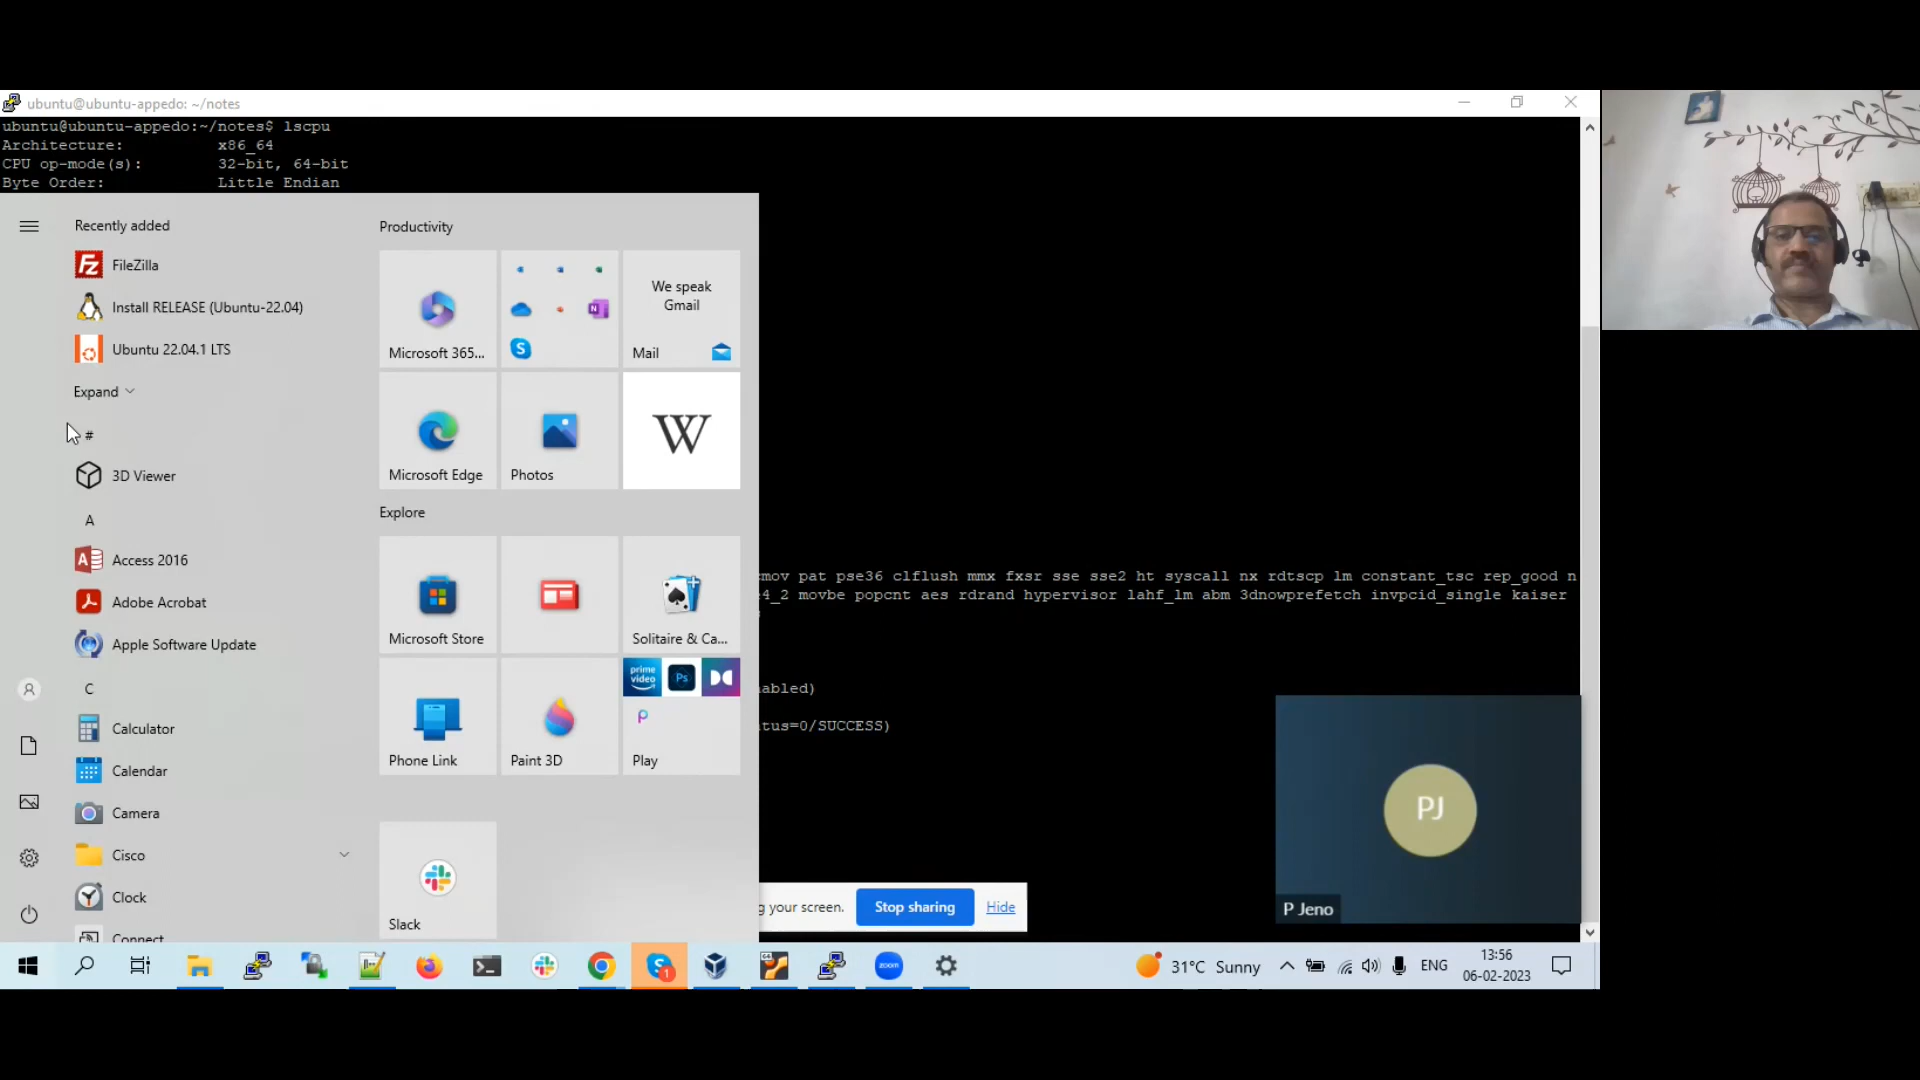 ubuntu@ubuntu-appedo: ~/notes
ubuntu@ubuntu-appedo:~/notes$ lscpu
Architecture: x86_64
CPU op-mode(s): 32-bit, 64-bit
Byte Order: Little Endian
Recently added
FileZilla
Install RELEASE (Ubuntu-22.04)
Ubuntu 22.04.1 LTS
Expand
#
3D Viewer
A
Access 2016
Adobe Acrobat
Apple Software Update
C
Calculator
Calendar
Camera
Cisco
Clock
Connect
Productivity
Microsoft 365...
We speak
Gmail
Mail
Microsoft Edge
Photos
W
Explore
Microsoft Store
Solitaire & Ca...
Phone Link
Paint 3D
prime
video
Ps
Play
Slack
cmov pat pse36 clflush mmx fxsr sse sse2 ht syscall nx rdtscp lm constant_tsc rep_good n
4_2 movbe popcnt aes rdrand hypervisor lahf_lm abm 3dnowprefetch invpcid_single kaiser
abled)
tus=0/SUCCESS)
g your screen.
Stop sharing
Hide
PJ
P Jeno
zoom
1
31°C Sunny
ENG
13:56
06-02-2023